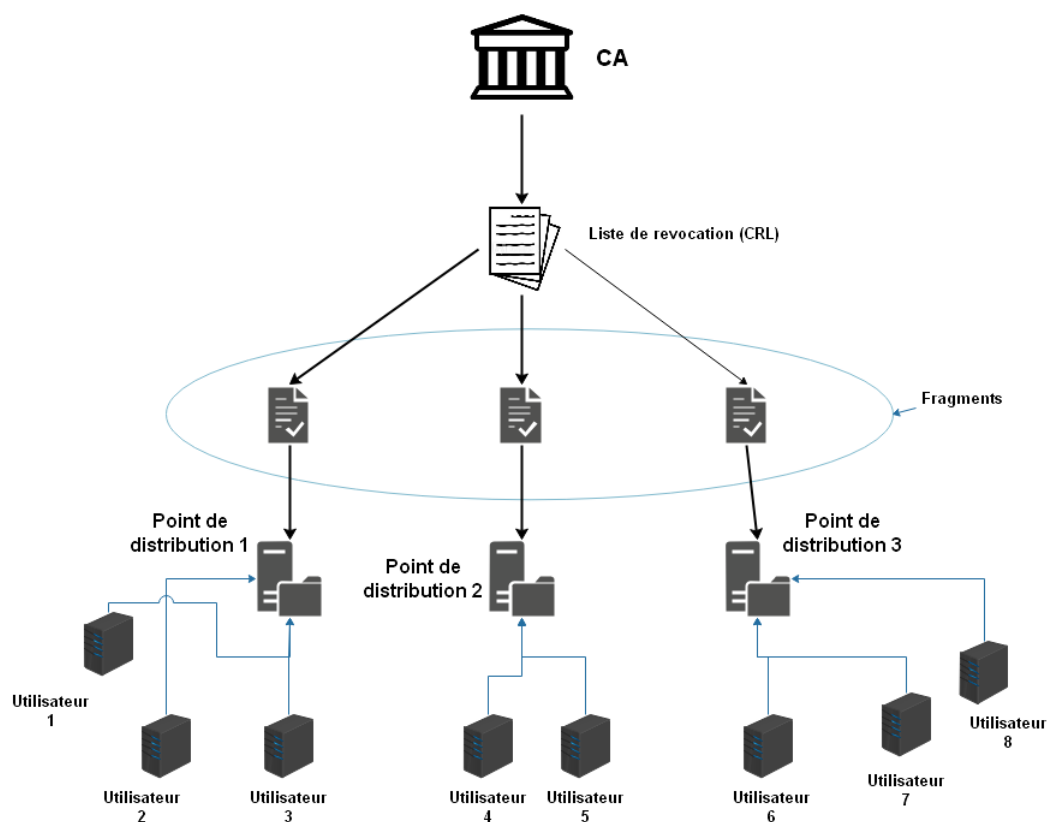 CA
Liste de revocation (CRL)
Fragments
Point de
distribution 1
Point de
distribution 2
Point de
distribution 3
Utilisateur
1
Utilisateur
2
Utilisateur
3
Utilisateur
4
Utilisateur
5
Utilisateur
6
Utilisateur
7
Utilisateur
8